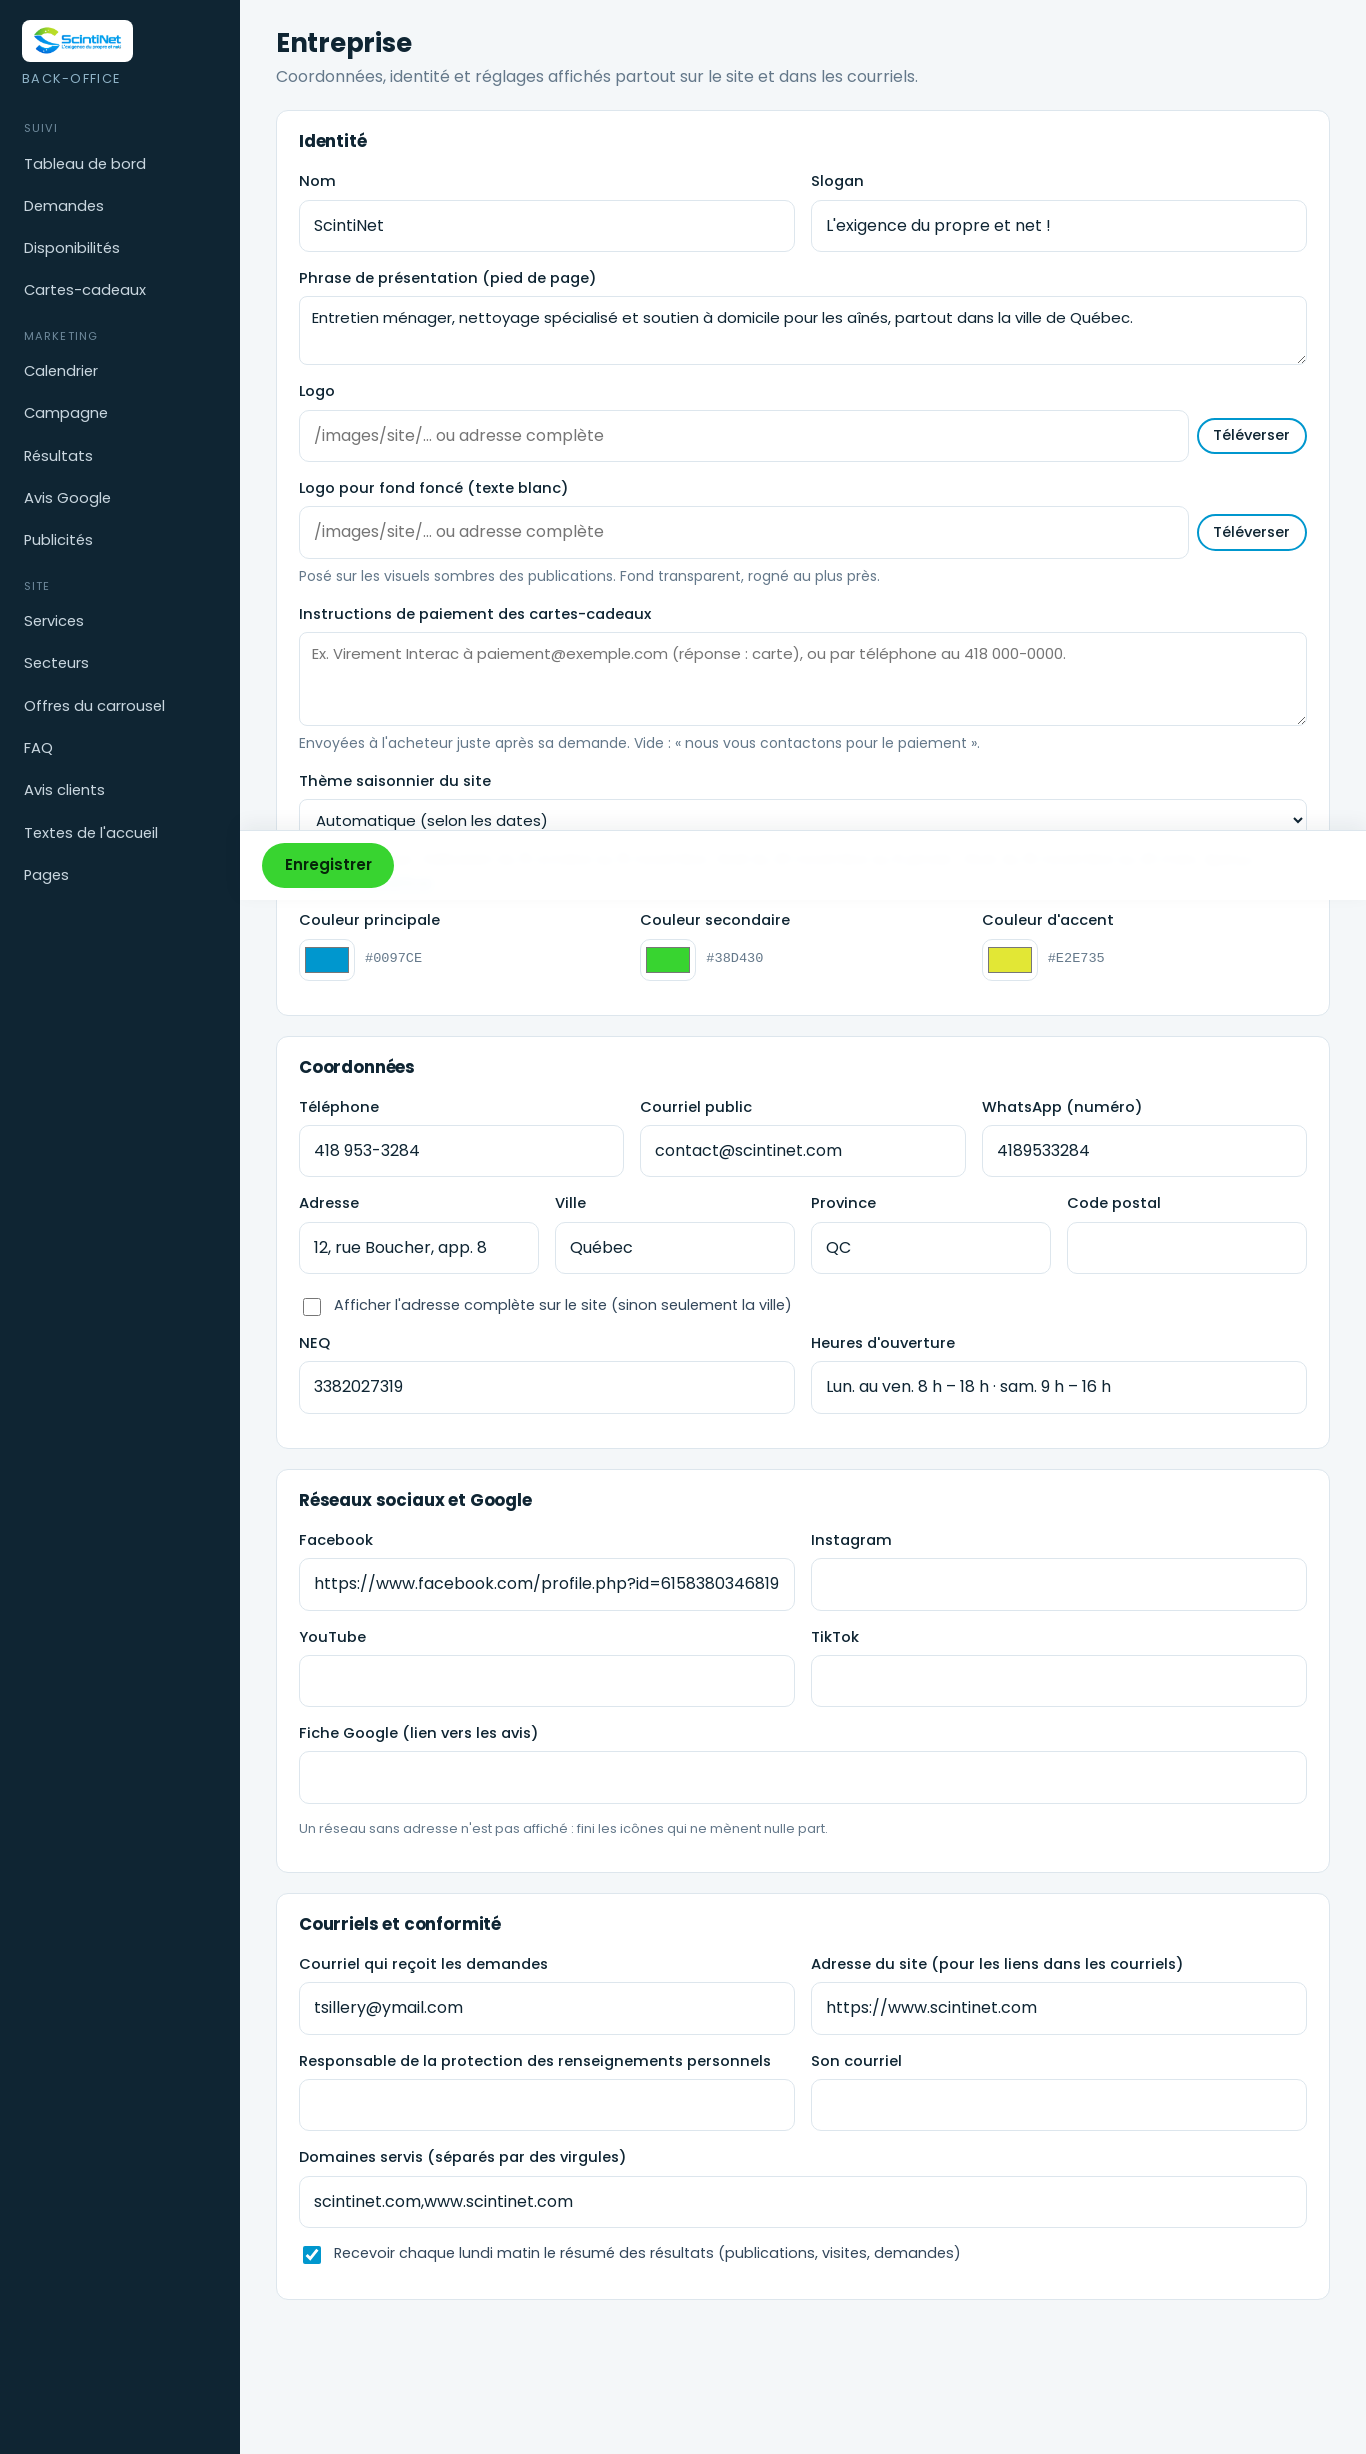 ScintiNet
L'exigence du propre et net!
BACK-OFFICE
SUIVI
Tableau de bord
Demandes
Disponibilités
Cartes-cadeaux
MARKETING
Calendrier
Campagne
Résultats
Avis Google
Publicités
SITE
Services
Secteurs
Offres du carrousel
FAQ
Avis clients
Textes de l'accueil
Pages
Entreprise
Coordonnées, identité et réglages affichés partout sur le site et dans les courriels.
Identité
Nom
Slogan
ScintiNet
L'exigence du propre et net !
Phrase de présentation (pied de page)
Entretien ménager, nettoyage spécialisé et soutien à domicile pour les aînés, partout dans la ville de Québec.
Logo
/images/site/... ou adresse complète
Téléverser
Logo pour fond foncé (texte blanc)
/images/site/... ou adresse complète
Téléverser
Posé sur les visuels sombres des publications. Fond transparent, rogné au plus près.
Instructions de paiement des cartes-cadeaux
Ex. Virement Interac à paiement@exemple.com (réponse : carte), ou par téléphone au 418 000-0000.
Envoyées à l'acheteur juste après sa demande. Vide : « nous vous contactons pour le paiement ».
Thème saisonnier du site
Automatique (selon les dates)
Enregistrer
Couleur principale
Couleur secondaire
Couleur d'accent
#0097CE
#38D430
#E2E735
Coordonnées
Téléphone
Courriel public
WhatsApp (numéro)
418 953-3284
contact@scintinet.com
4189533284
Adresse
Ville
Province
Code postal
12, rue Boucher, app. 8
Québec
QC
Afficher l'adresse complète sur le site (sinon seulement la ville)
NEQ
Heures d'ouverture
3382027319
Lun. au ven. 8 h – 18 h · sam. 9 h – 16 h
Réseaux sociaux et Google
Facebook
Instagram
https://www.facebook.com/profile.php?id=6158380346819
YouTube
TikTok
Fiche Google (lien vers les avis)
Un réseau sans adresse n'est pas affiché : fini les icônes qui ne mènent nulle part.
Courriels et conformité
Courriel qui reçoit les demandes
Adresse du site (pour les liens dans les courriels)
tsillery@ymail.com
https://www.scintinet.com
Responsable de la protection des renseignements personnels
Son courriel
Domaines servis (séparés par des virgules)
scintinet.com,www.scintinet.com
Recevoir chaque lundi matin le résumé des résultats (publications, visites, demandes)